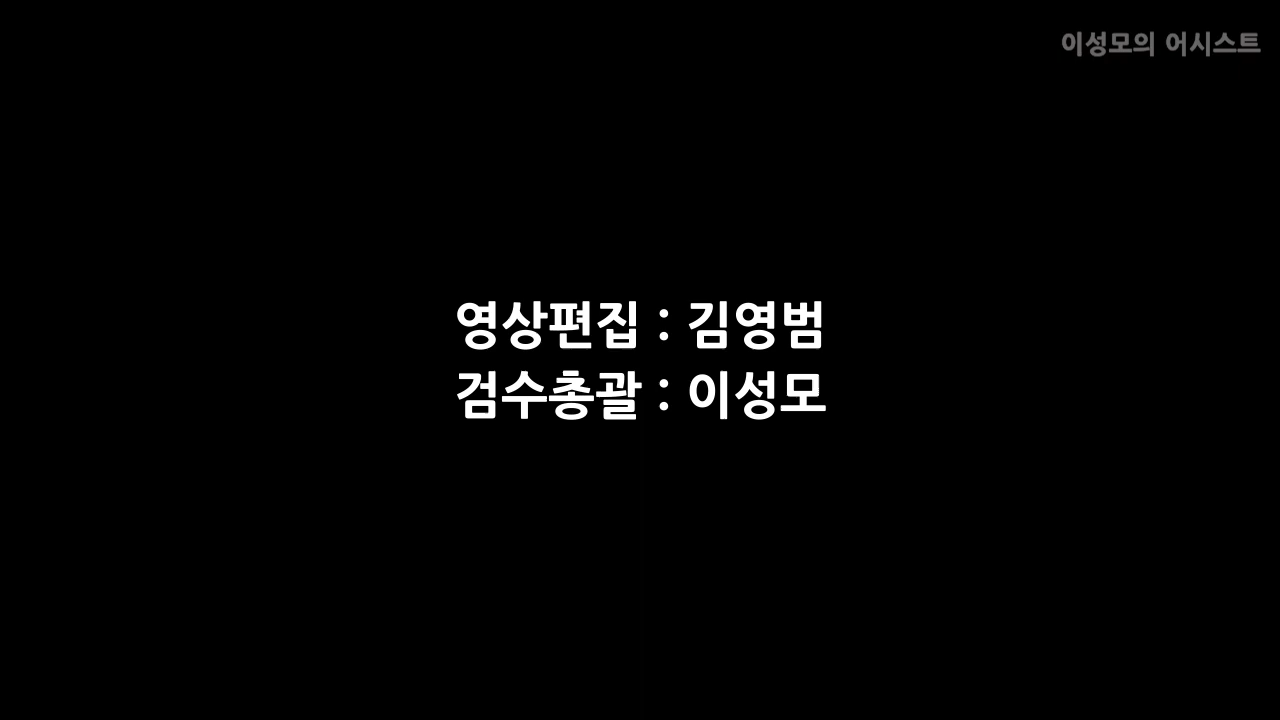 이성모의 어시스트
영상편집 : 김영범
검수총괄 : 이성모